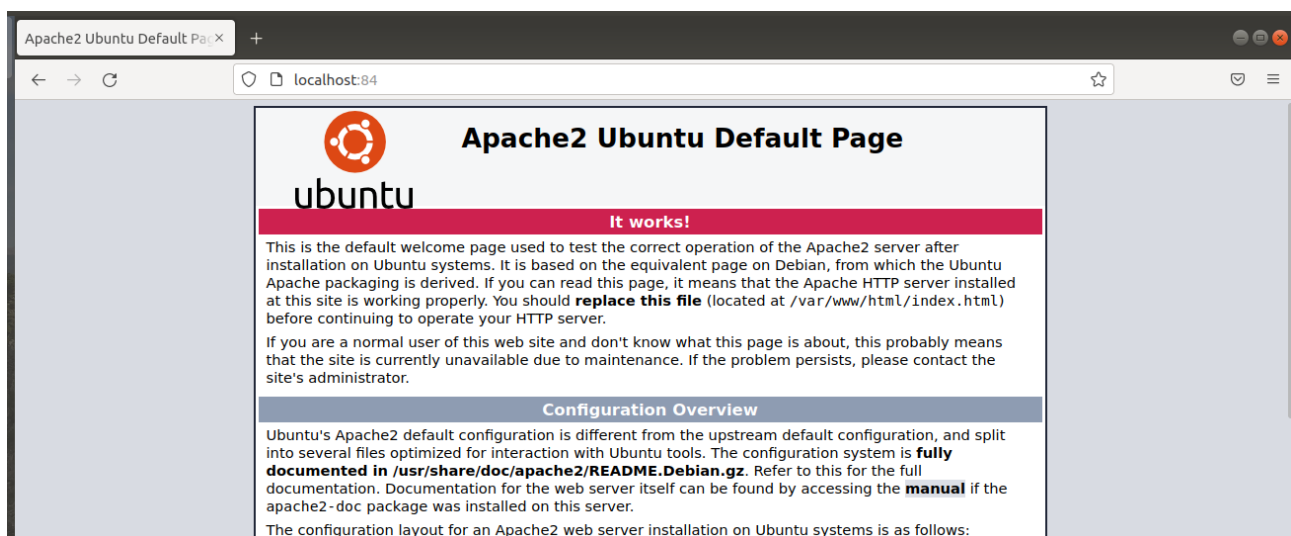 Apache2 Ubuntu Default Pag
localhost:84
Apache2 Ubuntu Default Page
ubuntu
It works!
This is the default welcome page used to test the correct operation of the Apache2 server after
installation on Ubuntu systems. It is based on the equivalent page on Debian, from which the Ubuntu
Apache packaging is derived. If you can read this page, it means that the Apache HTTP server installed
at this site is working properly. You should replace this file (located at /var/www/html/index.html)
before continuing to operate your HTTP server.
If you are a normal user of this web site and don't know what this page is about, this probably means
that the site is currently unavailable due to maintenance. If the problem persists, please contact the
site's administrator.
Configuration Overview
Ubuntu's Apache2 default configuration is different from the upstream default configuration, and split
into several files optimized for interaction with Ubuntu tools. The configuration system is fully
documented in /usr/share/doc/apache2/README.Debian.gz. Refer to this for the full
documentation. Documentation for the web server itself can be found by accessing the manual if the
apache2-doc package was installed on this server.
The configuration layout for an Apache2 web server installation on Ubuntu systems is as follows: